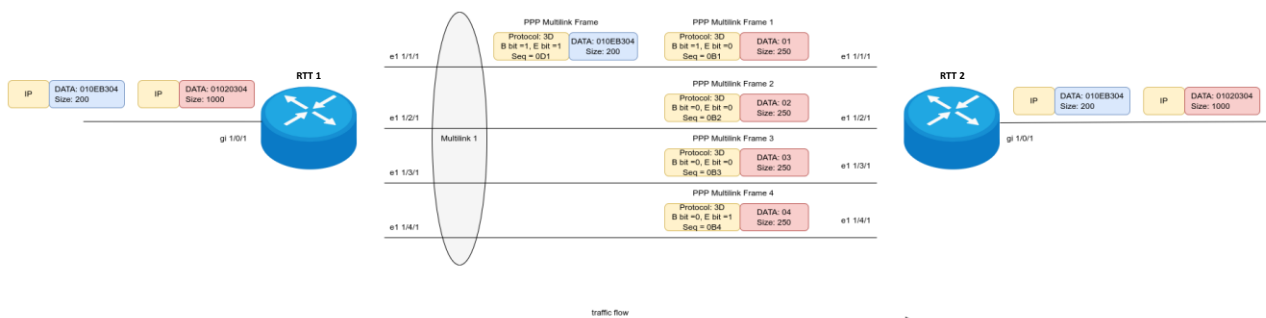 PPP Multilink Frame
Protocol: 3D
B bit =1, E bit =1
Seq = 0D1
DATA: 010EB304
Size: 200
PPP Multilink Frame 1
Protocol: 3D
B bit =1, E bit =0
Seq = 0B1
DATA: 01
Size: 250
e1 1/1/1
e1 1/1/1
RTT 1
IP
DATA: 010EB304
Size: 200
IP
DATA: 01020304
Size: 1000
gi 1/0/1
PPP Multilink Frame 2
Protocol: 3D
B bit =0, E bit =0
Seq = 0B2
DATA: 02
Size: 250
e1 1/2/1
e1 1/2/1
Multilink 1
PPP Multilink Frame 3
Protocol: 3D
B bit =0, E bit =0
Seq = 0B3
DATA: 03
Size: 250
e1 1/3/1
e1 1/3/1
PPP Multilink Frame 4
Protocol: 3D
B bit =0, E bit =1
Seq = 0B4
DATA: 04
Size: 250
e1 1/4/1
e1 1/4/1
RTT 2
IP
DATA: 010EB304
Size: 200
IP
DATA: 01020304
Size: 1000
gi 1/0/1
traffic flow